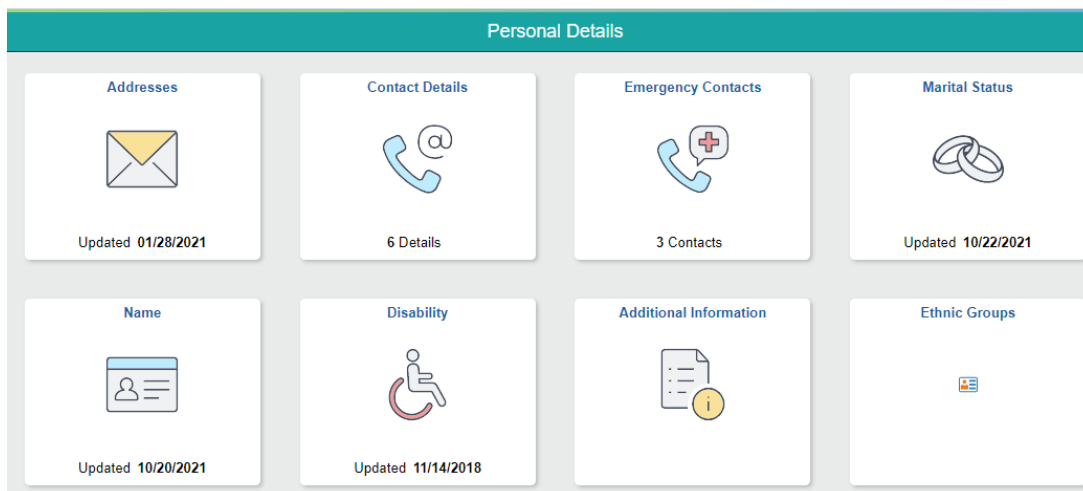 Personal Details
Addresses
Updated 01/28/2021
Contact Details
6 Details
Emergency Contacts
3 Contacts
Marital Status
Updated 10/22/2021
Name
Updated 10/20/2021
Disability
Updated 11/14/2018
Additional Information
Ethnic Groups